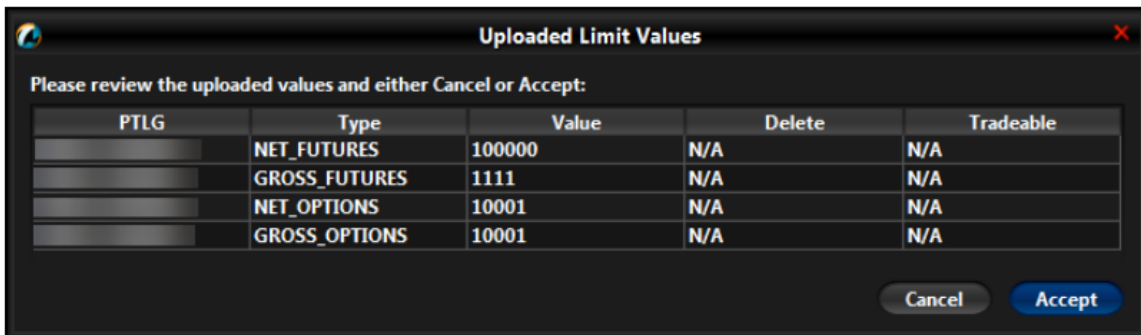 Uploaded Limit Values
Please review the uploaded values and either Cancel or Accept:
PTLG Type Value Delete Tradeable
NET_FUTURES 100000 N/A N/A
GROSS_FUTURES 1111 N/A N/A
NET_OPTIONS 10001 N/A N/A
GROSS_OPTIONS 10001 N/A N/A
Cancel Accept